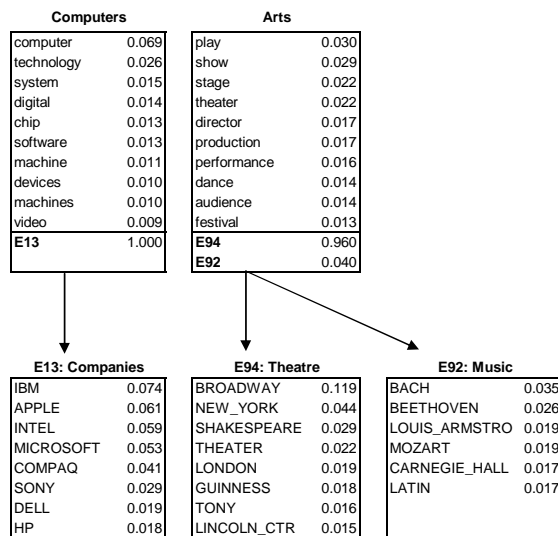 Computers
computer 0.069
technology 0.026
system 0.015
digital 0.014
chip 0.013
software 0.013
machine 0.011
devices 0.010
machines 0.010
video 0.009
E13 1.000
Arts
play 0.030
show 0.029
stage 0.022
theater 0.022
director 0.017
production 0.017
performance 0.016
dance 0.014
audience 0.014
festival 0.013
E94 0.960
E92 0.040
E13: Companies
IBM 0.074
APPLE 0.061
INTEL 0.059
MICROSOFT 0.053
COMPAQ 0.041
SONY 0.029
DELL 0.019
HP 0.018
E94: Theatre
BROADWAY 0.119
NEW_YORK 0.044
SHAKESPEARE 0.029
THEATER 0.022
LONDON 0.019
GUINNESS 0.018
TONY 0.016
LINCOLN_CTR 0.015
E92: Music
BACH 0.035
BEETHOVEN 0.026
LOUIS_ARMSTRO 0.019
MOZART 0.019
CARNEGIE_HALL 0.017
LATIN 0.017